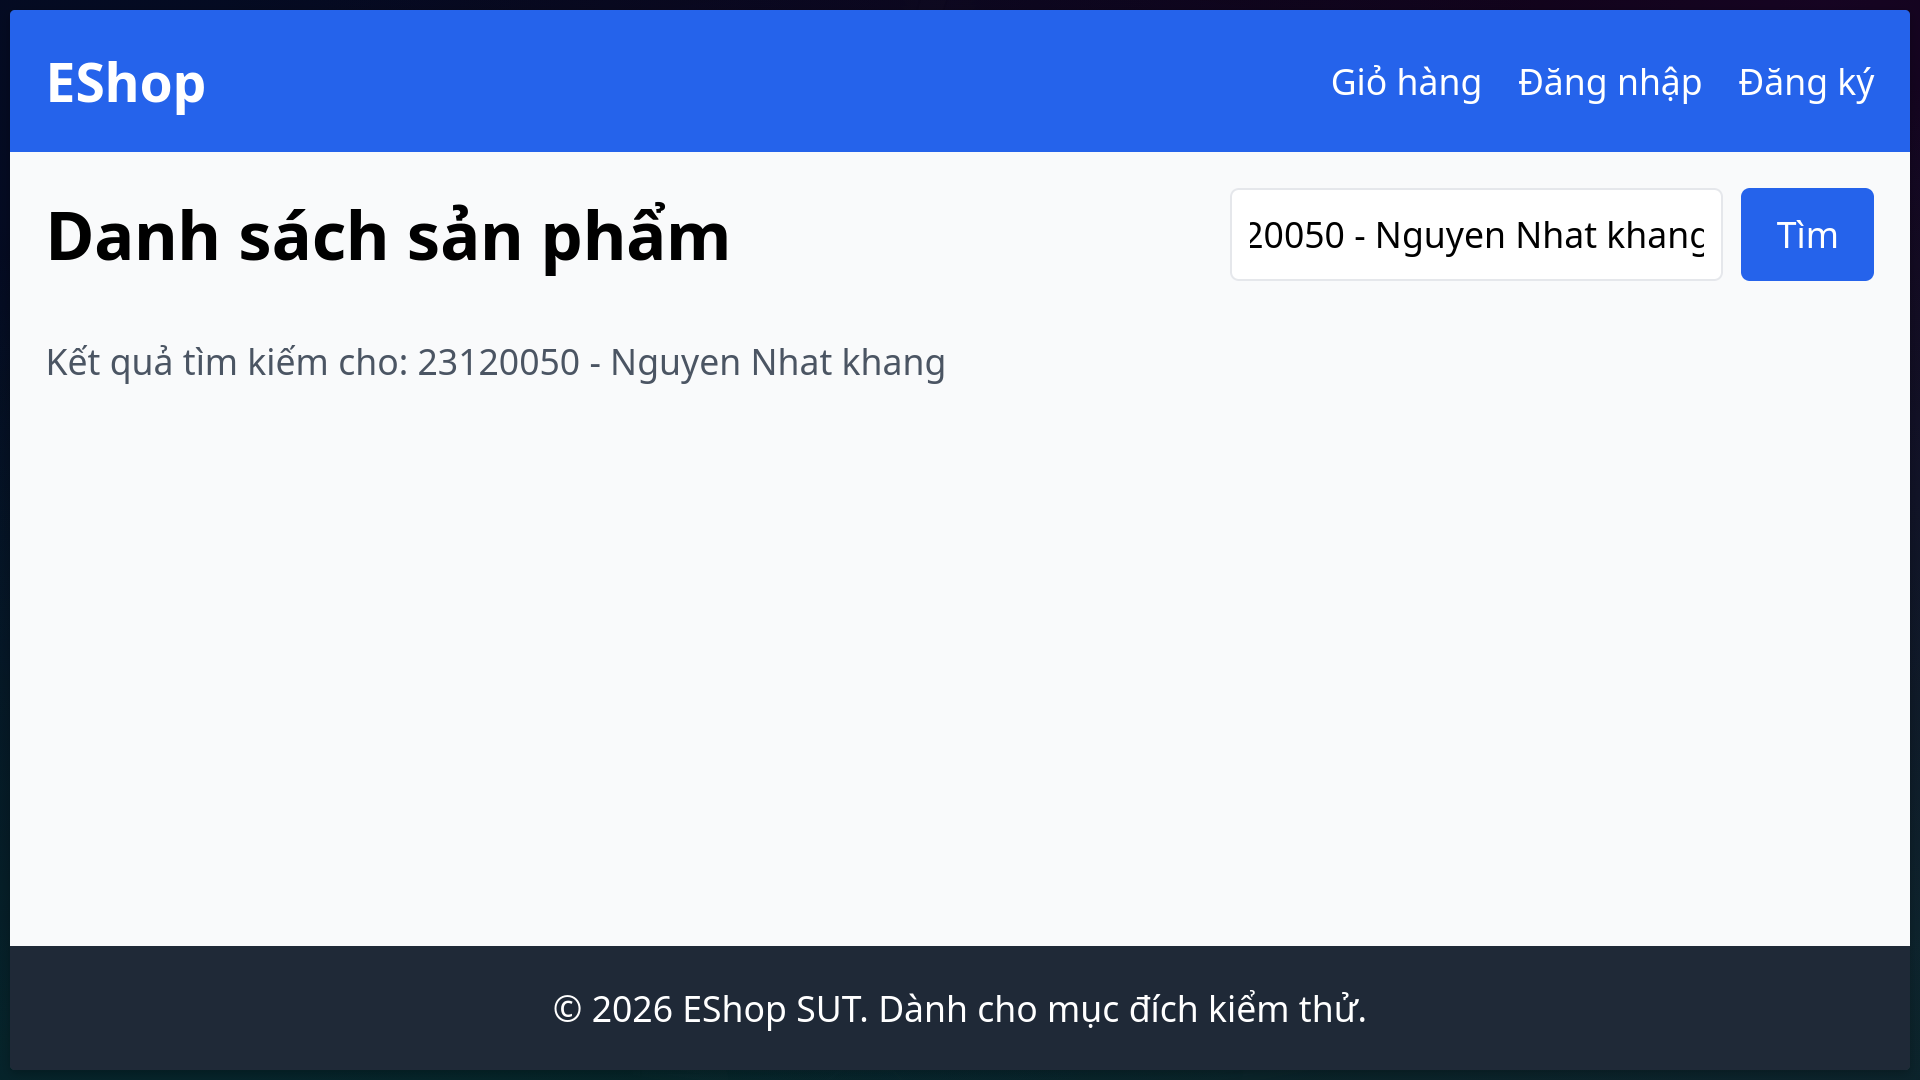 EShop
Giỏ hàng Đăng nhập Đăng ký
Danh sách sản phẩm
20050 - Nguyen Nhat khang
Tìm
Kết quả tìm kiếm cho: 23120050 - Nguyen Nhat khang
© 2026 EShop SUT. Dành cho mục đích kiểm thử.